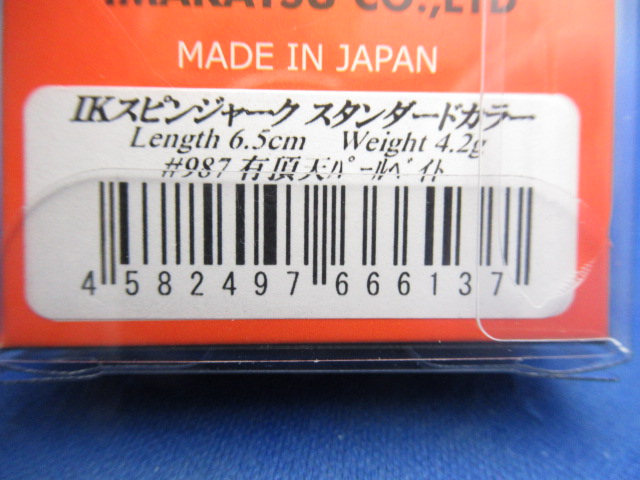 IMAKATSU CO.,LTD
MADE IN JAPAN
IKスピンジャーク スタンダードカラー
Length 6.5cm Weight 4.2g
#987 有頂天ﾊﾟｰﾙﾍﾞｲﾄ
4 582497 666137